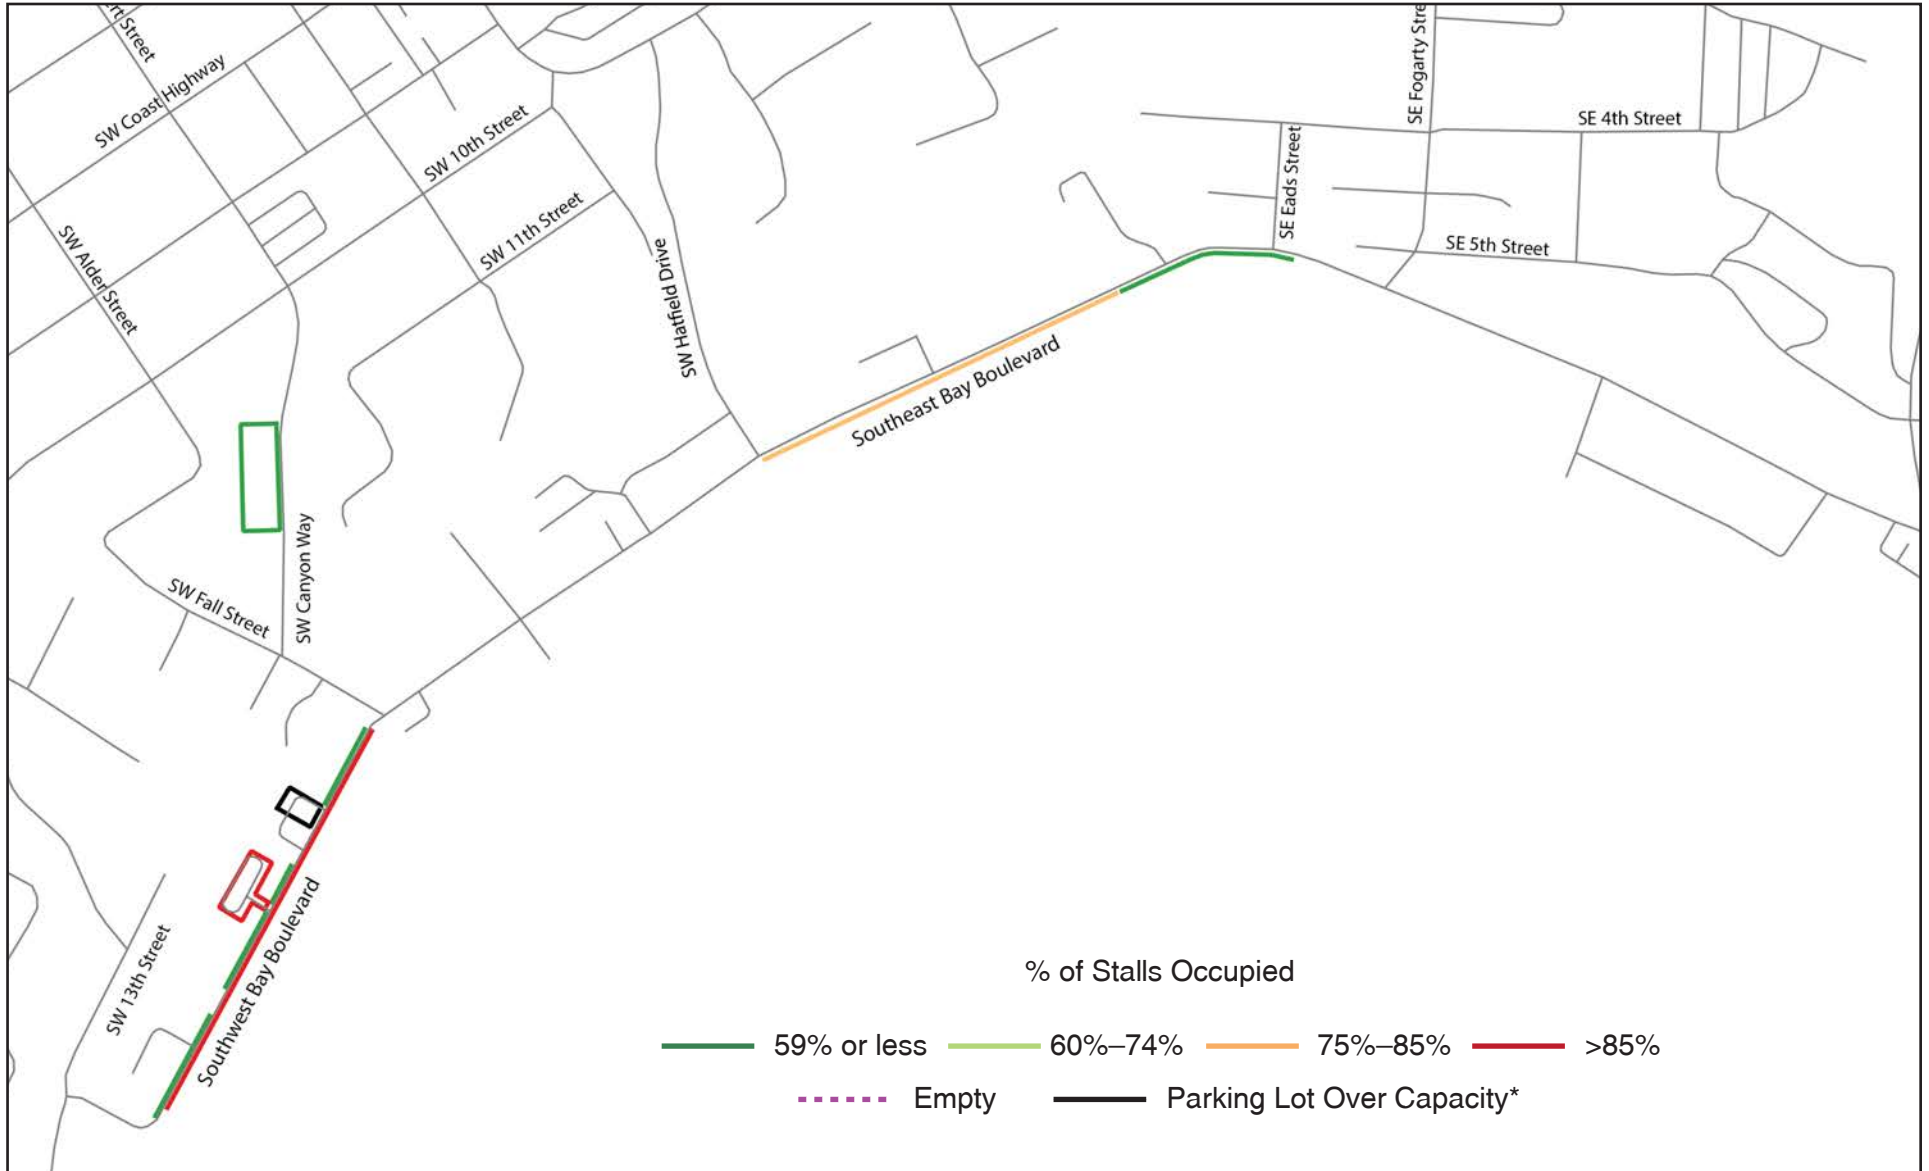 ert Street
SW Coast Highway
SW 10th Street
SW 11th Street
SW Alder Street
SW Hatfield Drive
SE Fogarty Stre
SE 4th Street
SE Eads Street
SE 5th Street
Southeast Bay Boulevard
SW Canyon Way
SW Fall Street
SW 13th Street
Southwest Bay Boulevard
% of Stalls Occupied
59% or less 60%–74% 75%–85% >85%
Empty Parking Lot Over Capacity*